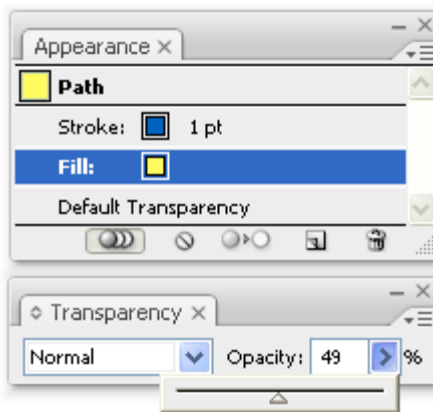 Appearance
Path
Stroke: 1 pt
Fill:
Default Transparency
Transparency
Normal Opacity: 49 %